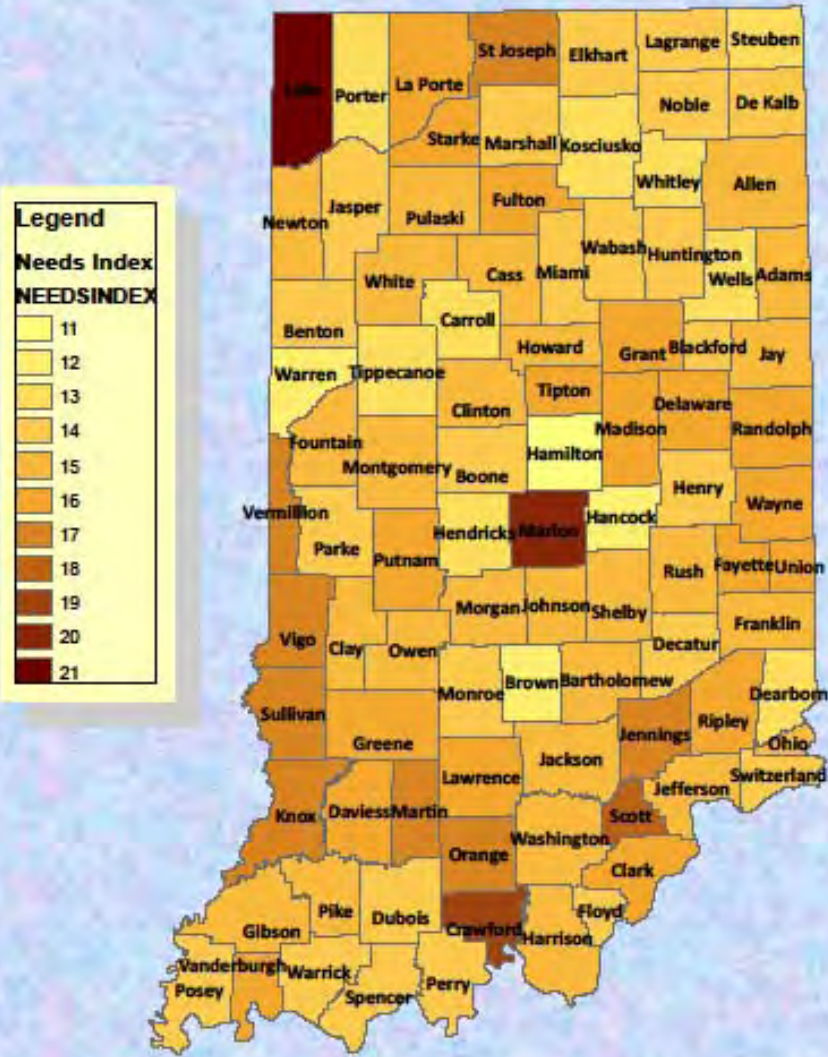 Lake
Porter
La Porte
St Joseph
Elkhart
Lagrange
Steuben
Noble
De Kalb
Starke
Marshall
Kosciusko
Whitley
Allen
Newton
Jasper
Pulaski
Fulton
Wabash
Huntington
Miami
Wells
Adams
White
Cass
Carroll
Benton
Howard
Grant
Blackford
Jay
Warren
Tippecanoe
Clinton
Tipton
Delaware
Madison
Randolph
Fountain
Montgomery
Boone
Hamilton
Henry
Wayne
Vermillion
Parke
Putnam
Hendricks
Marion
Hancock
Rush
Fayette
Union
Morgan
Johnson
Shelby
Franklin
Vigo
Clay
Owen
Decatur
Monroe
Brown
Bartholomew
Dearborn
Sullivan
Greene
Jennings
Ripley
Ohio
Lawrence
Jackson
Jefferson
Switzerland
Knox
Daviess
Martin
Washington
Scott
Orange
Clark
Gibson
Pike
Dubois
Crawford
Harrison
Floyd
Vanderburgh
Posey
Warrick
Spencer
Perry
Legend
Needs Index
NEEDSINDEX
11
12
13
14
15
16
17
18
19
20
21